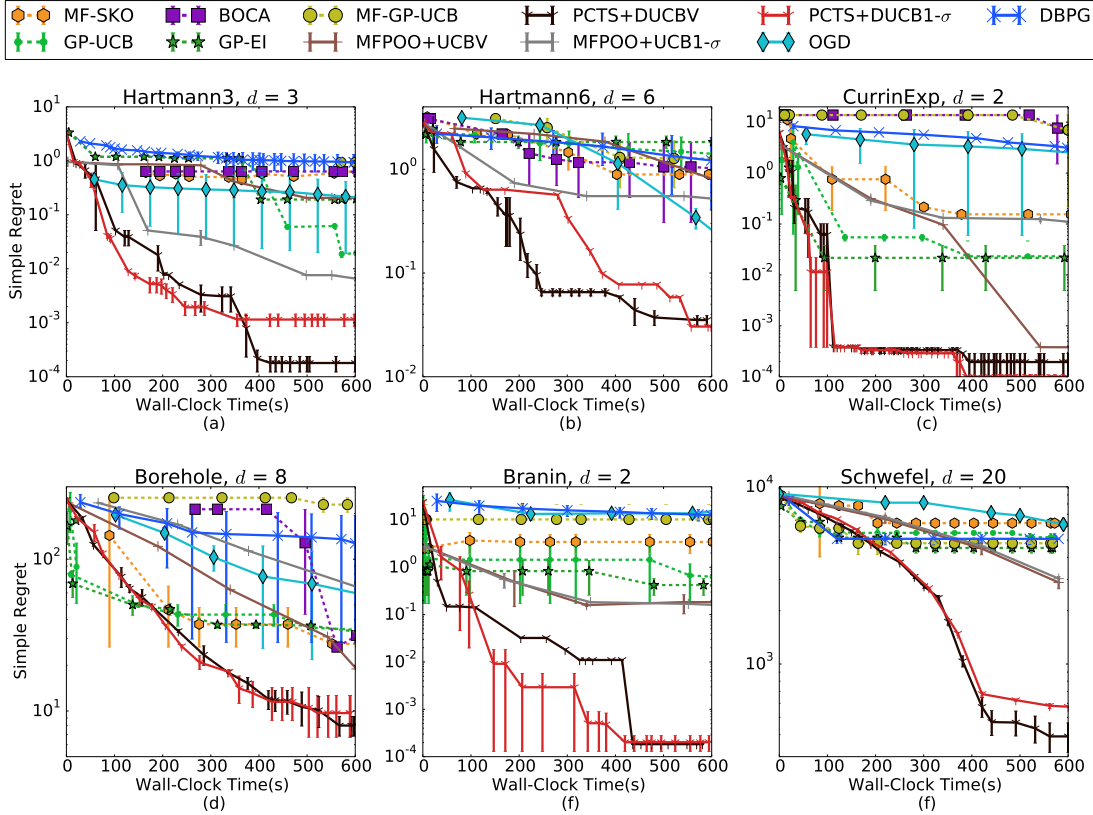 MF-SKO BOCA MF-GP-UCB PCTS+DUCBV PCTS+DUCB1-σ DBPG
GP-UCB GP-EI MFPOO+UCBV MFPOO+UCB1-σ OGD
Hartmann3, d = 3
Simple Regret
10^1
10^0
10^-1
10^-2
10^-3
10^-4
0 100 200 300 400 500 600
Wall-Clock Time(s)
(a)
Hartmann6, d = 6
10^0
10^-1
10^-2
0 100 200 300 400 500 600
Wall-Clock Time(s)
(b)
CurrinExp, d = 2
10^1
10^0
10^-1
10^-2
10^-3
10^-4
0 100 200 300 400 500 600
Wall-Clock Time(s)
(c)
Borehole, d = 8
Simple Regret
10^2
10^1
0 100 200 300 400 500 600
Wall-Clock Time(s)
(d)
Branin, d = 2
10^1
10^0
10^-1
10^-2
10^-3
10^-4
0 100 200 300 400 500 600
Wall-Clock Time(s)
(f)
Schwefel, d = 20
10^4
10^3
0 100 200 300 400 500 600
Wall-Clock Time(s)
(f)